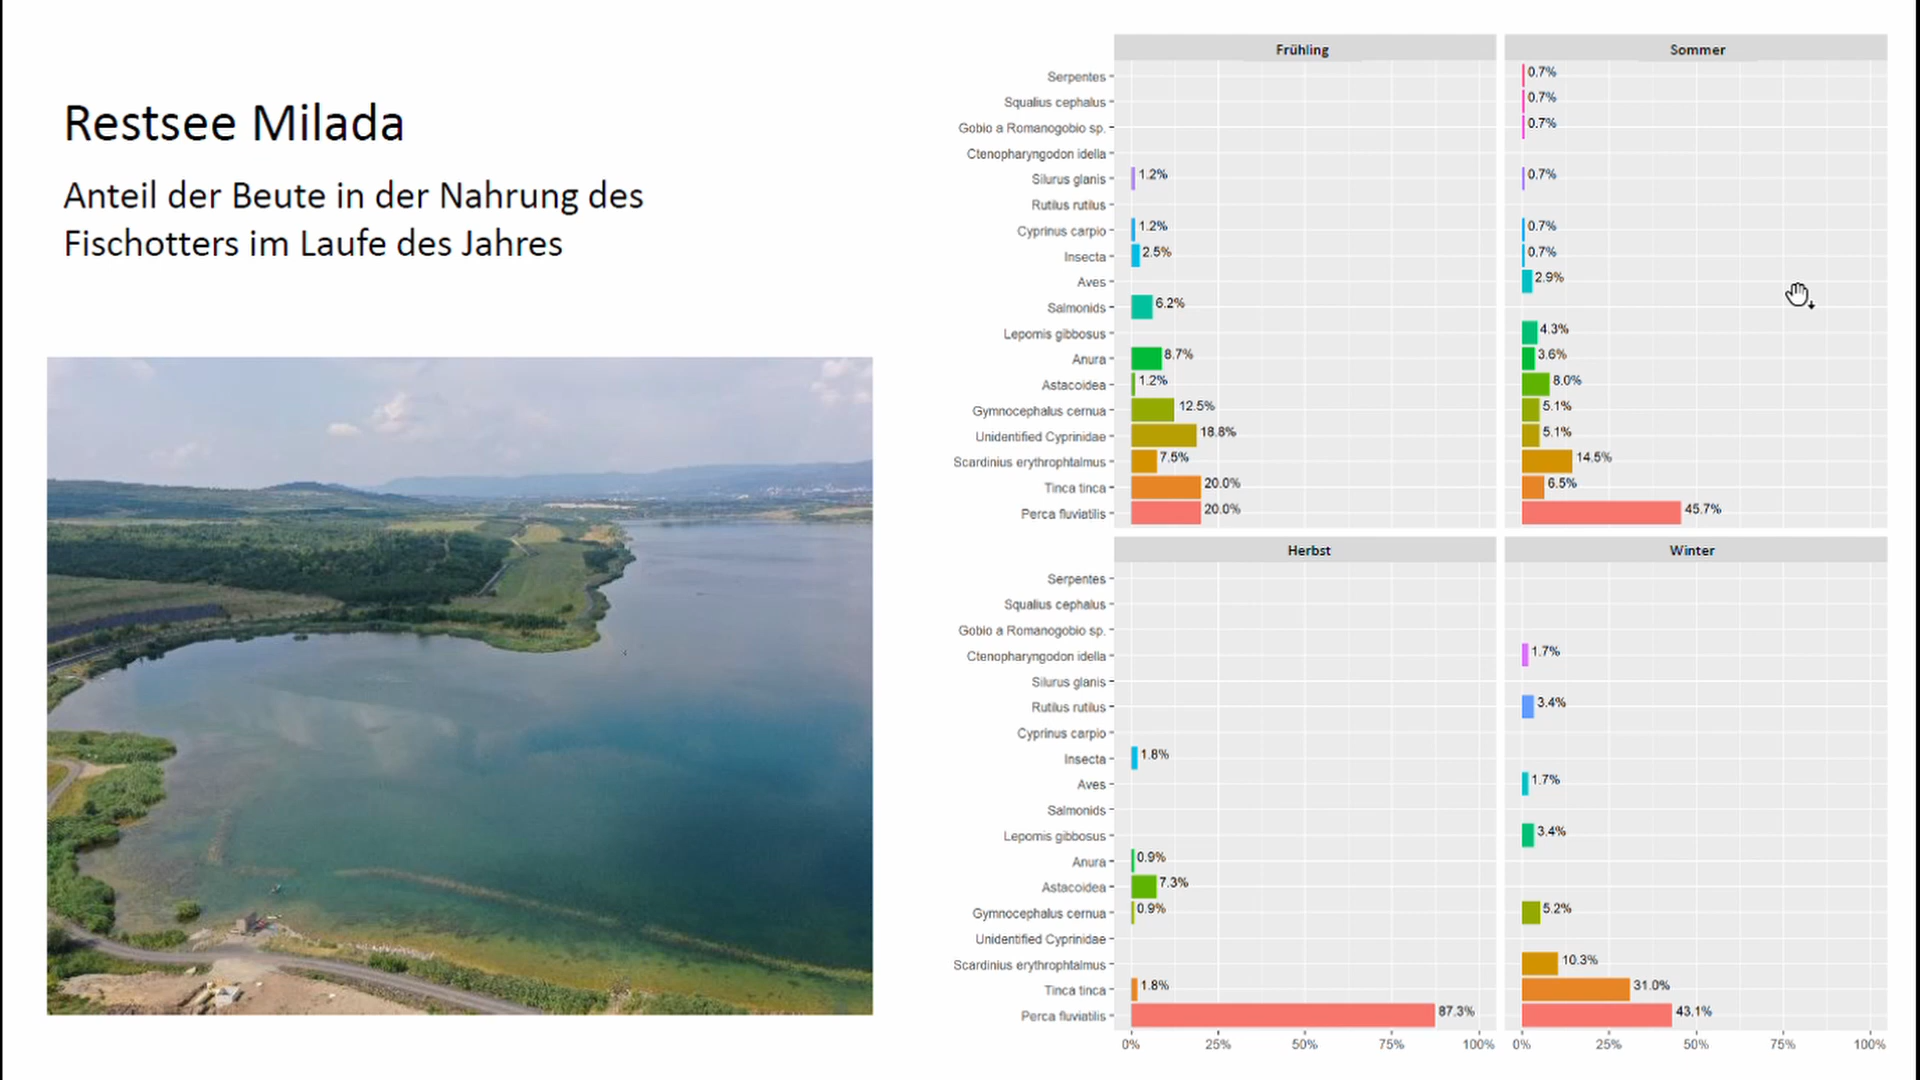 Restsee Milada
Anteil der Beute in der Nahrung des
Fischotters im Laufe des Jahres
Frühling
Serpentes
Squalius cephalus
Gobio a Romanogobio sp.
Ctenopharyngodon idella
Silurus glanis 1.2%
Rutilus rutilus
Cyprinus carpio 1.2%
Insecta 2.5%
Aves
Salmonids 6.2%
Lepomis gibbosus
Anura 8.7%
Astacoidea 1.2%
Gymnocephalus cernua 12.5%
Unidentified Cyprinidae 18.8%
Scardinius erythrophtalmus 7.5%
Tinca tinca 20.0%
Perca fluviatilis 20.0%
Sommer
0.7%
0.7%
0.7%
0.7%
0.7%
0.7%
2.9%
4.3%
3.6%
8.0%
5.1%
5.1%
14.5%
6.5%
45.7%
Herbst
Serpentes
Squalius cephalus
Gobio a Romanogobio sp.
Ctenopharyngodon idella
Silurus glanis
Rutilus rutilus
Cyprinus carpio
Insecta 1.8%
Aves
Salmonids
Lepomis gibbosus
Anura 0.9%
Astacoidea 7.3%
Gymnocephalus cernua 0.9%
Unidentified Cyprinidae
Scardinius erythrophtalmus
Tinca tinca 1.8%
Perca fluviatilis 87.3%
0% 25% 50% 75% 100%
Winter
1.7%
3.4%
1.7%
3.4%
5.2%
10.3%
31.0%
43.1%
0% 25% 50% 75% 100%